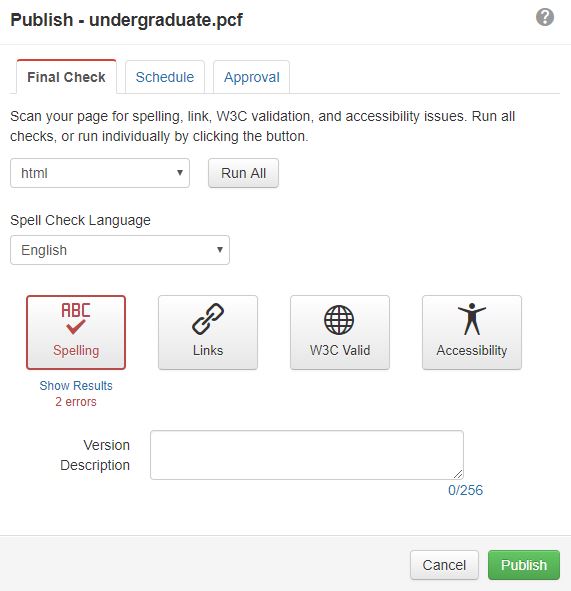 Publish - undergraduate.pcf
?
Final Check
Schedule
Approval
Scan your page for spelling, link, W3C validation, and accessibility issues. Run all
checks, or run individually by clicking the button.
html
Run All
Spell Check Language
English
ABC
Spelling
Links
W3C Valid
Accessibility
Show Results
2 errors
Version
Description
0/256
Cancel
Publish